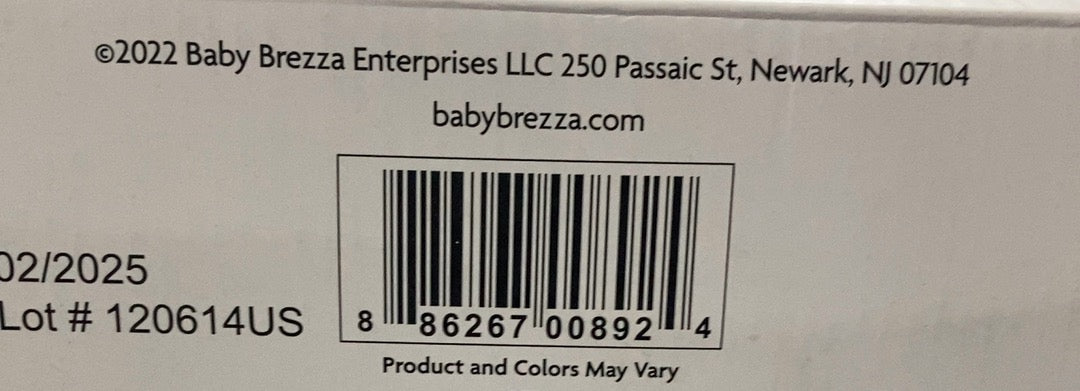 ©2022 Baby Brezza Enterprises LLC 250 Passaic St, Newark, NJ 07104
babybrezza.com
02/2025
Lot # 120614US
8 86267 00892 4
Product and Colors May Vary